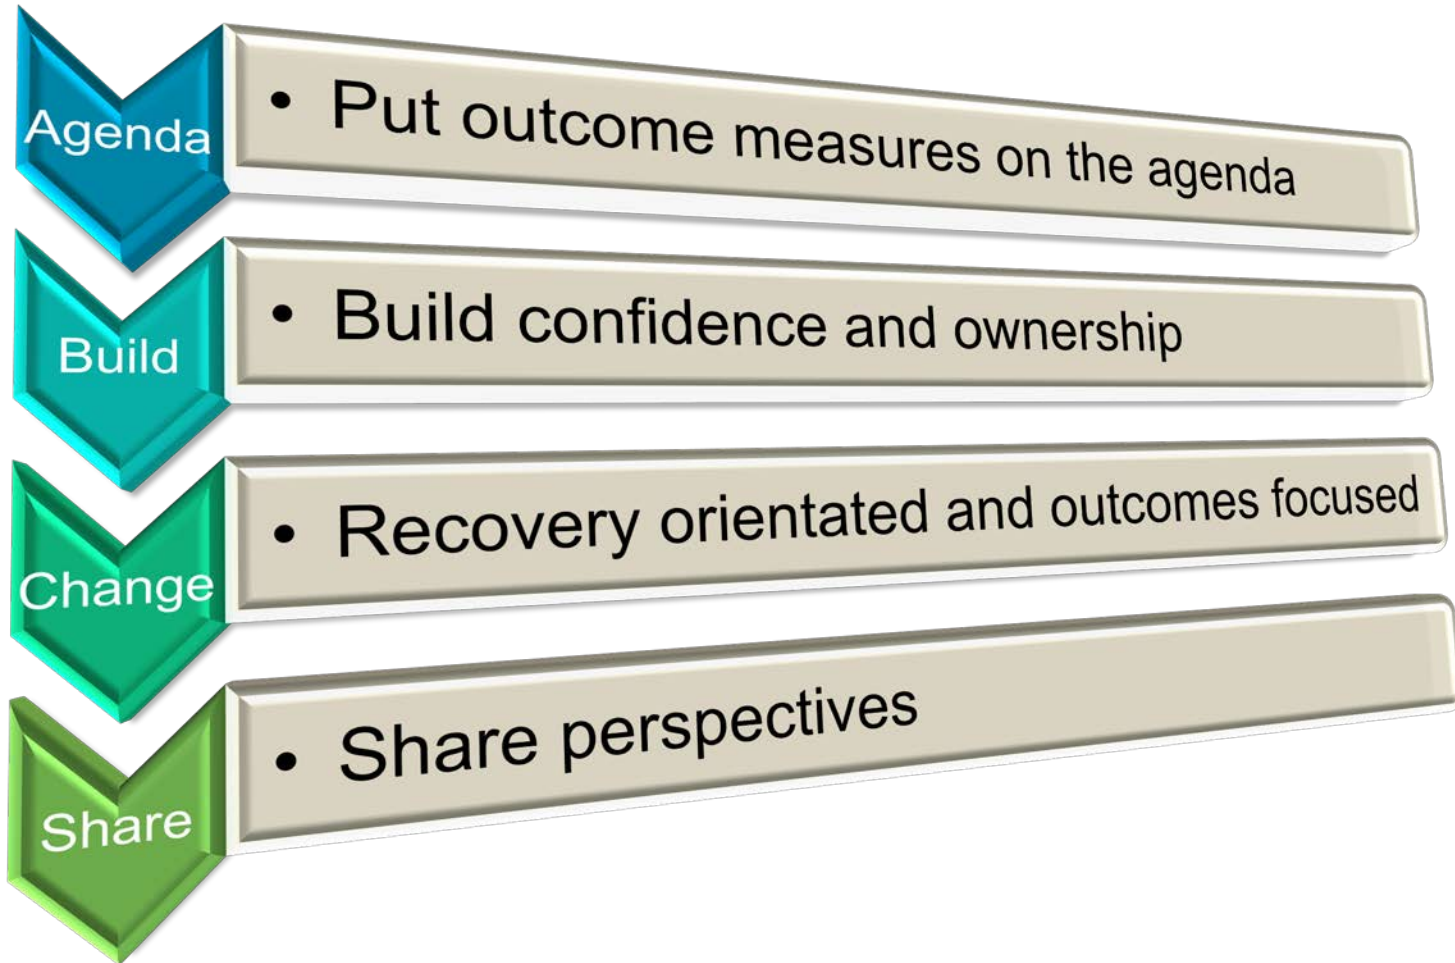 Agenda
• Put outcome measures on the agenda
Build
• Build confidence and ownership
Change
• Recovery orientated and outcomes focused
Share
• Share perspectives